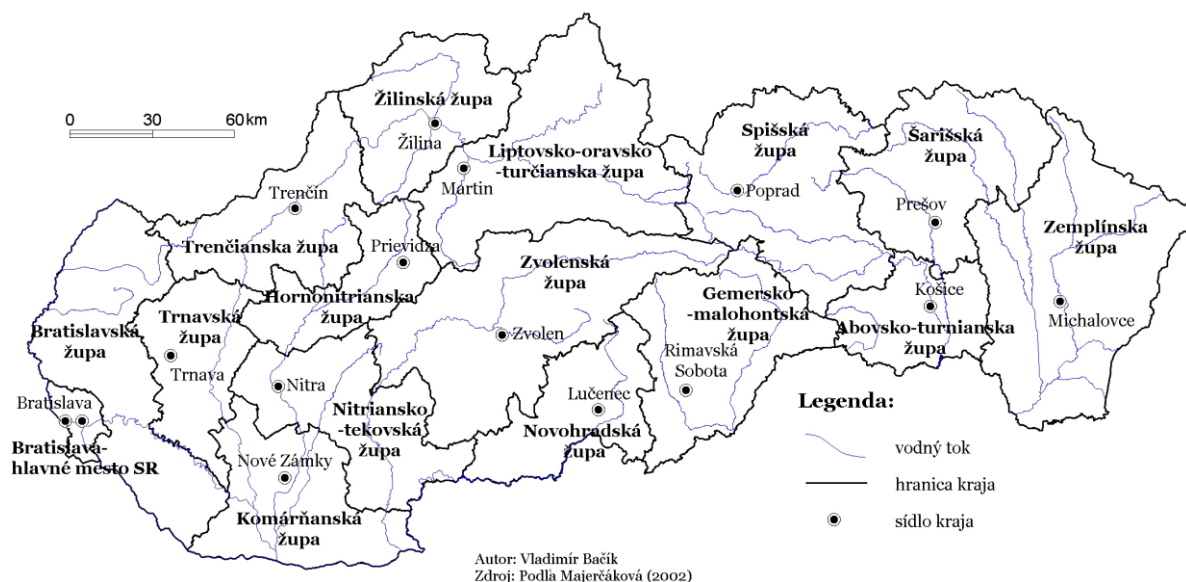 Žilinská župa
Žilina
0 30 60 km
Spišská
župa
Šarišská
župa
Liptovsko-oravsko
-turčianska župa
Martin
Poprad
Trenčín
Prešov
Trenčianska župa
Prievidza
Zemplínska
župa
Zvolenská
župa
Hornonitrianska
župa
Gemersko
-malohontská
župa
Košice
Michalovce
Abovsko-turnianska
župa
Bratislavská
župa
Trnavská
župa
Trnava
Zvolen
Rimavská
Sobota
Nitra
Lučenec
Nitriansko
-tekovská
župa
Novohradská
župa
Bratislava
Bratislava-
hlavné mesto SR
Nové Zámky
Komárňanská
župa
Legenda:
vodný tok
hranica kraja
sídlo kraja
Autor: Vladimír Bačík
Zdroj: Podľa Majerčáková (2002)